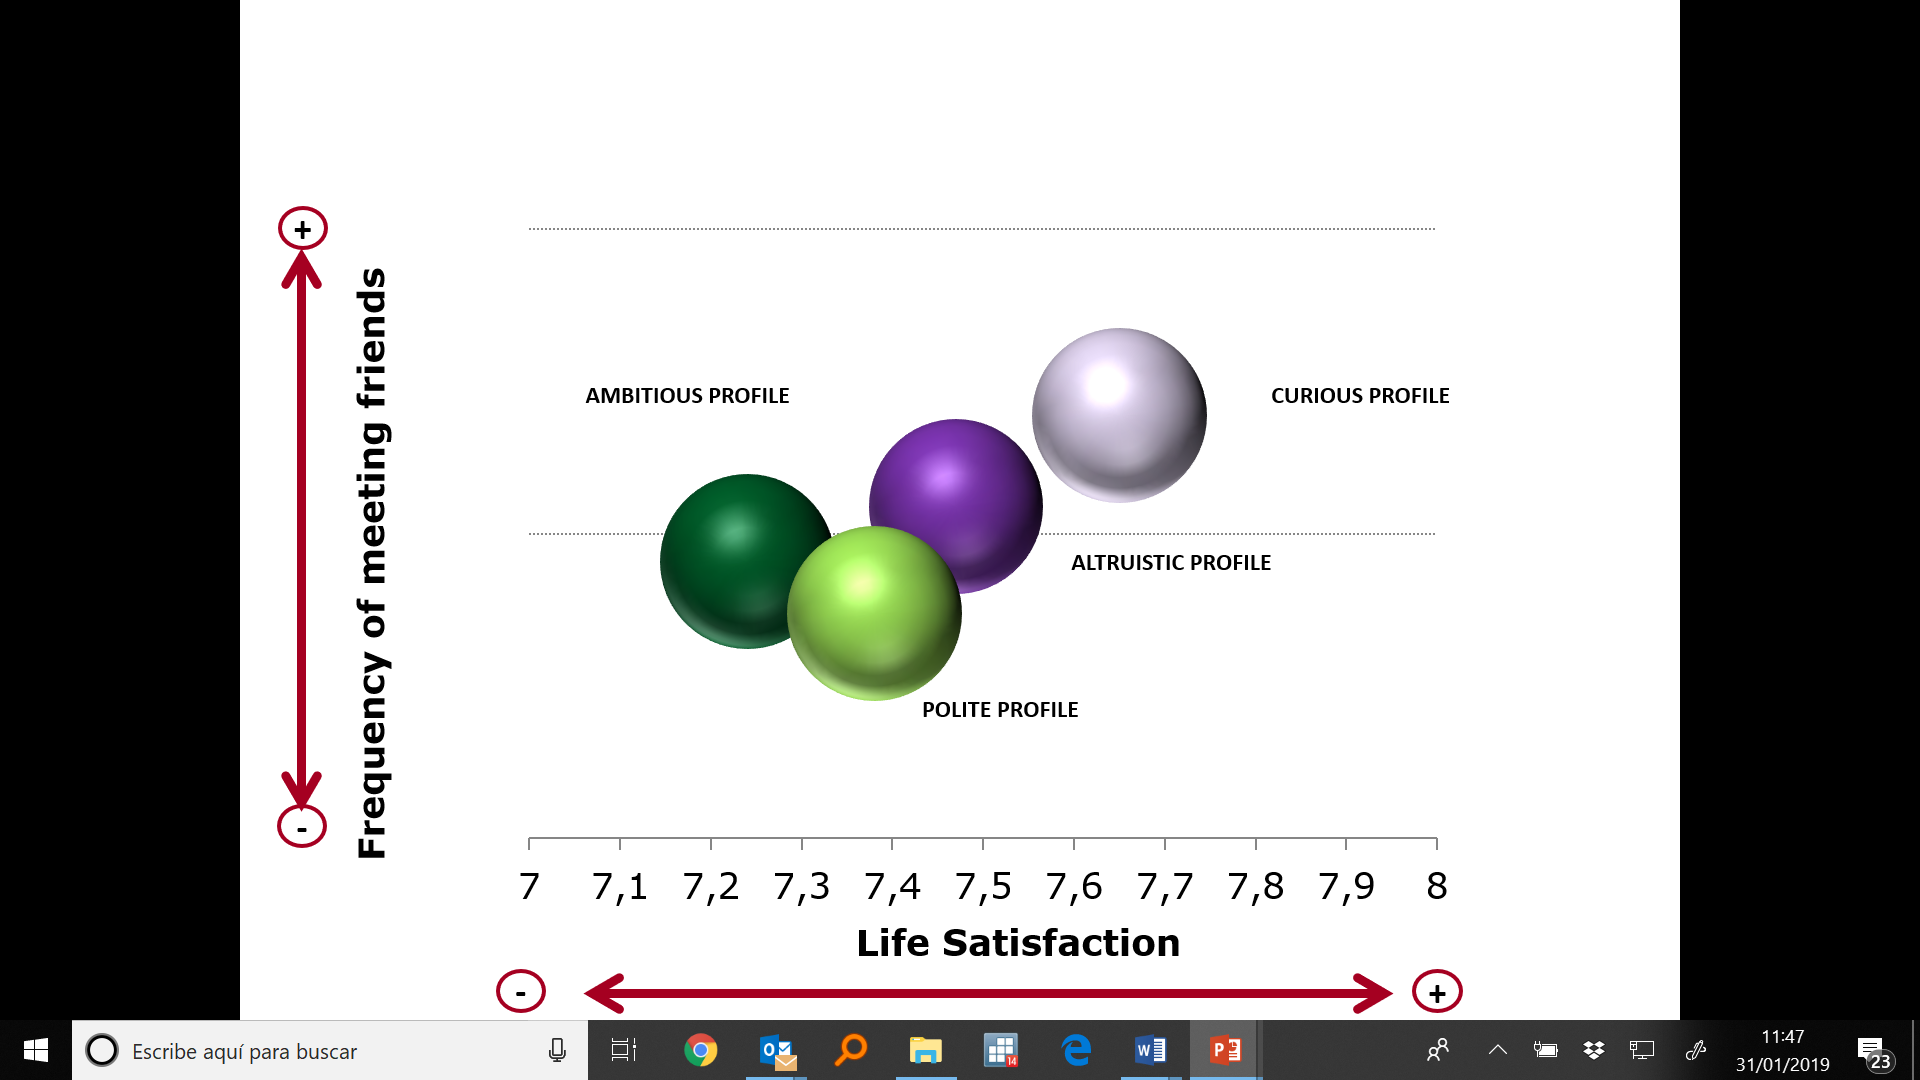 +
Frequency of meeting friends
-
AMBITIOUS PROFILE
CURIOUS PROFILE
ALTRUISTIC PROFILE
POLITE PROFILE
7 7,1 7,2 7,3 7,4 7,5 7,6 7,7 7,8 7,9 8
Life Satisfaction
- +
Escribe aquí para buscar
14
11:47
31/01/2019
23